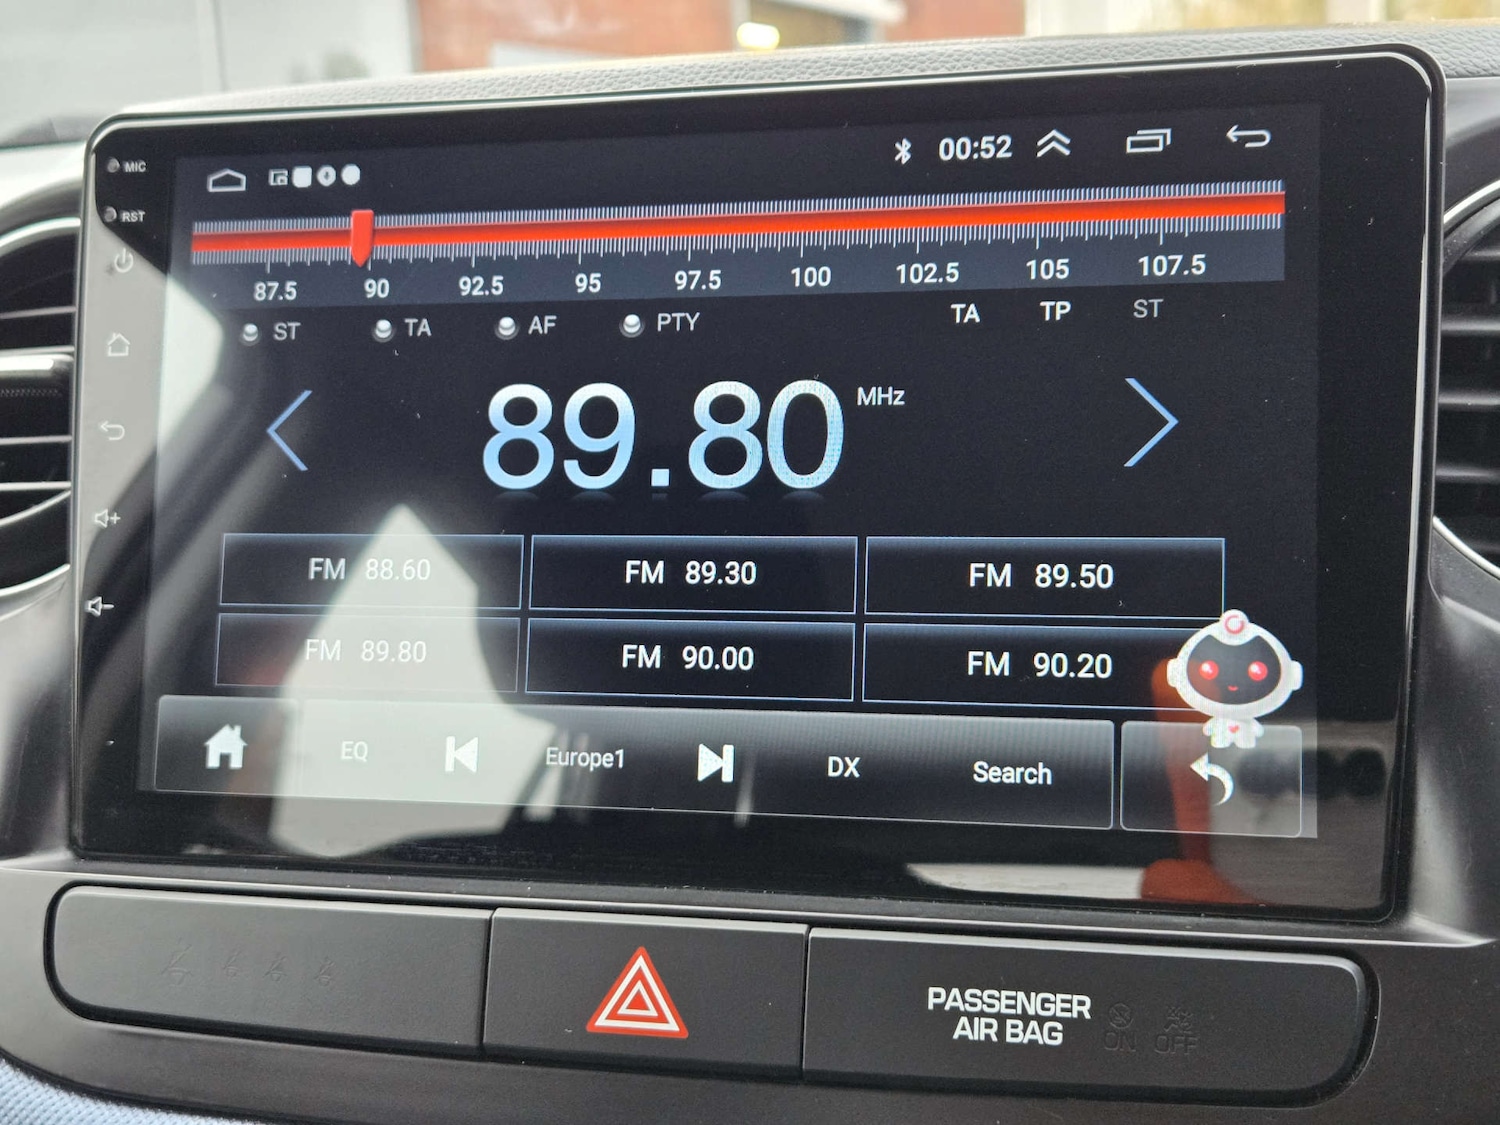 MIC
00:52
RST
87.5 90 92.5 95 97.5 100 102.5 105 107.5
ST TA AF PTY TA TP ST
89.80 MHz
FM 88.60 FM 89.30 FM 89.50
FM 89.80 FM 90.00 FM 90.20
EQ Europe1 DX Search
PASSENGER
AIR BAG
ON OFF